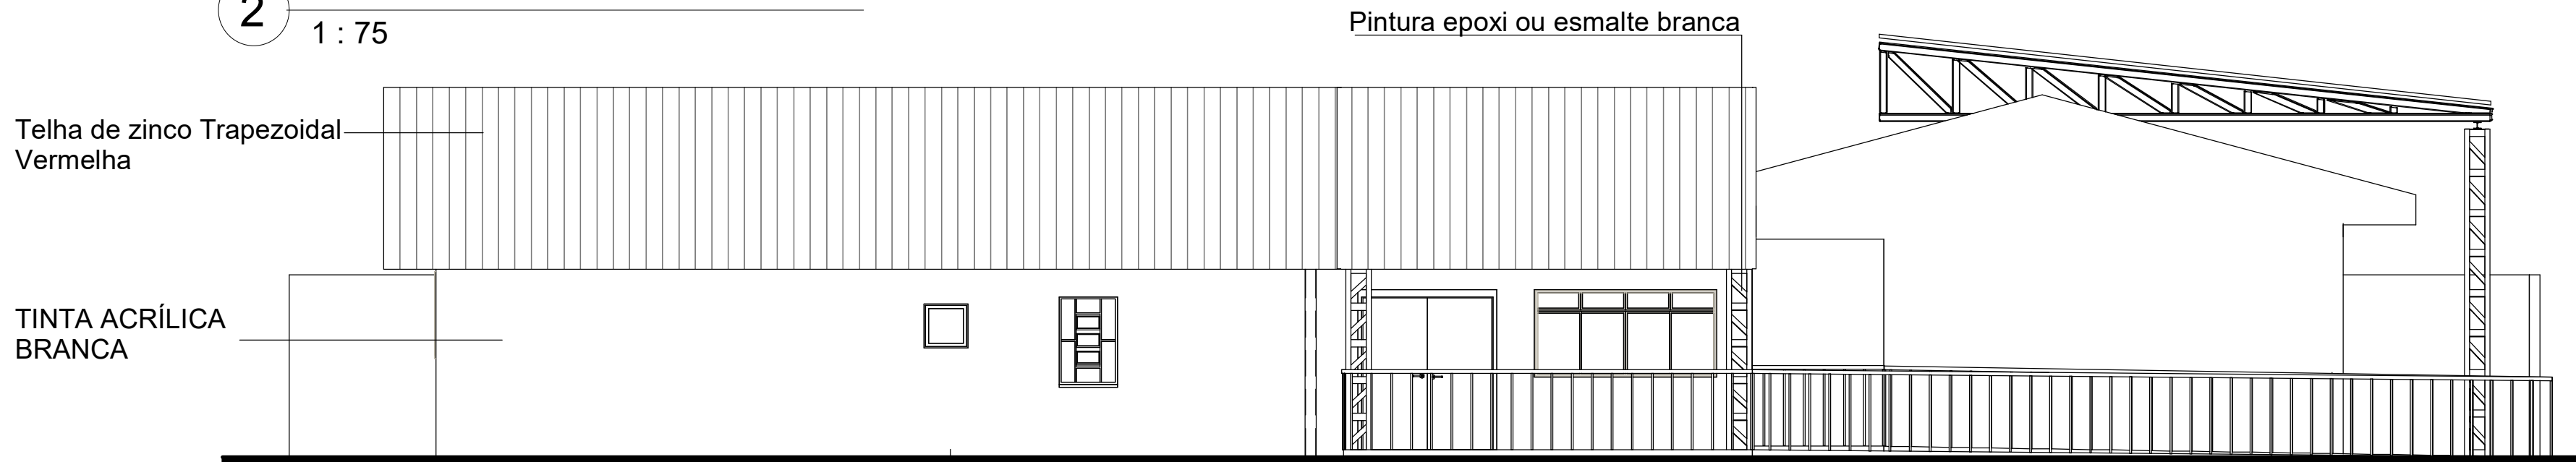 2
1 : 75
Pintura epoxi ou esmalte branca
Telha de zinco Trapezoidal
Vermelha
TINTA ACRÍLICA
BRANCA